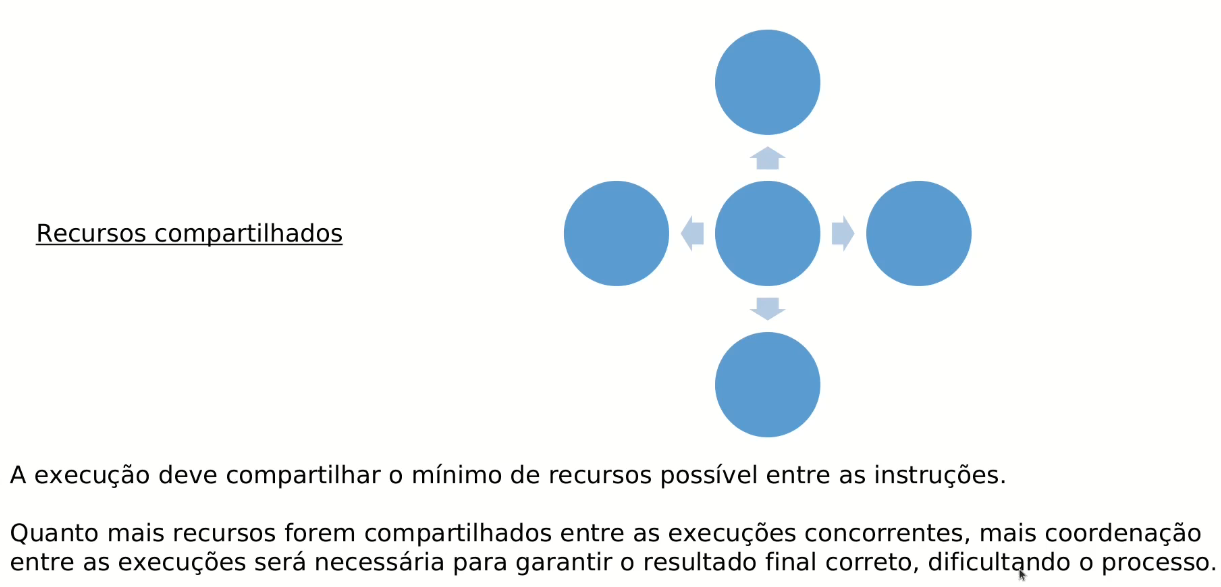 Recursos compartilhados
A execução deve compartilhar o mínimo de recursos possível entre as instruções.
Quanto mais recursos forem compartilhados entre as execuções concorrentes, mais coordenação
entre as execuções será necessária para garantir o resultado final correto, dificultando o processo.